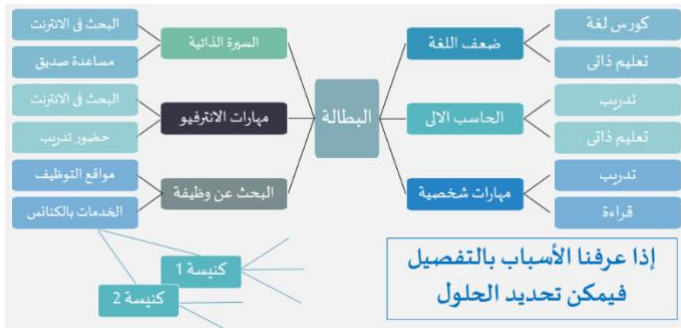 البطالة
ضعف اللغة
كورس لغة
تعليم ذاتى
الحاسب الالى
تدريب
تعليم ذاتى
مهارات شخصية
تدريب
قراءة
السيرة الذاتية
البحث فى الانترنت
مساعدة صديق
مهارات الانترفيو
البحث فى الانترنت
حضور تدريب
البحث عن وظيفة
مواقع التوظيف
الخدمات بالكنائس
كنيسة 1
كنيسة 2
إذا عرفنا الأسباب بالتفصيل
فيمكن تحديد الحلول